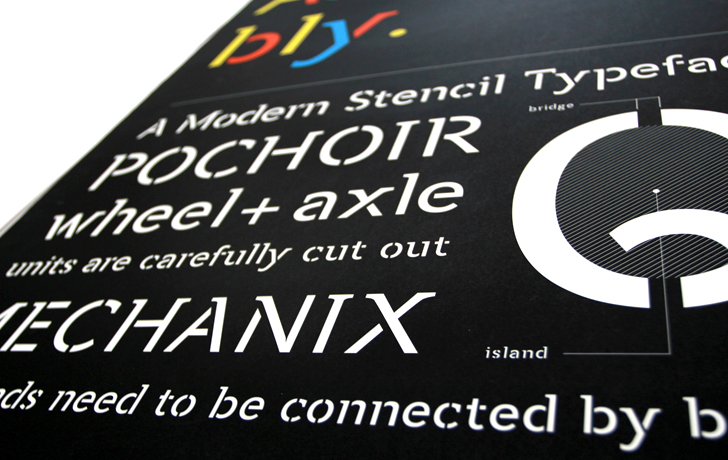 bly.
A Modern Stencil Typefac
bridge
POCHOIR
wheel+axle
units are carefully cut out
MECHANIX
island
nds need to be connected by b